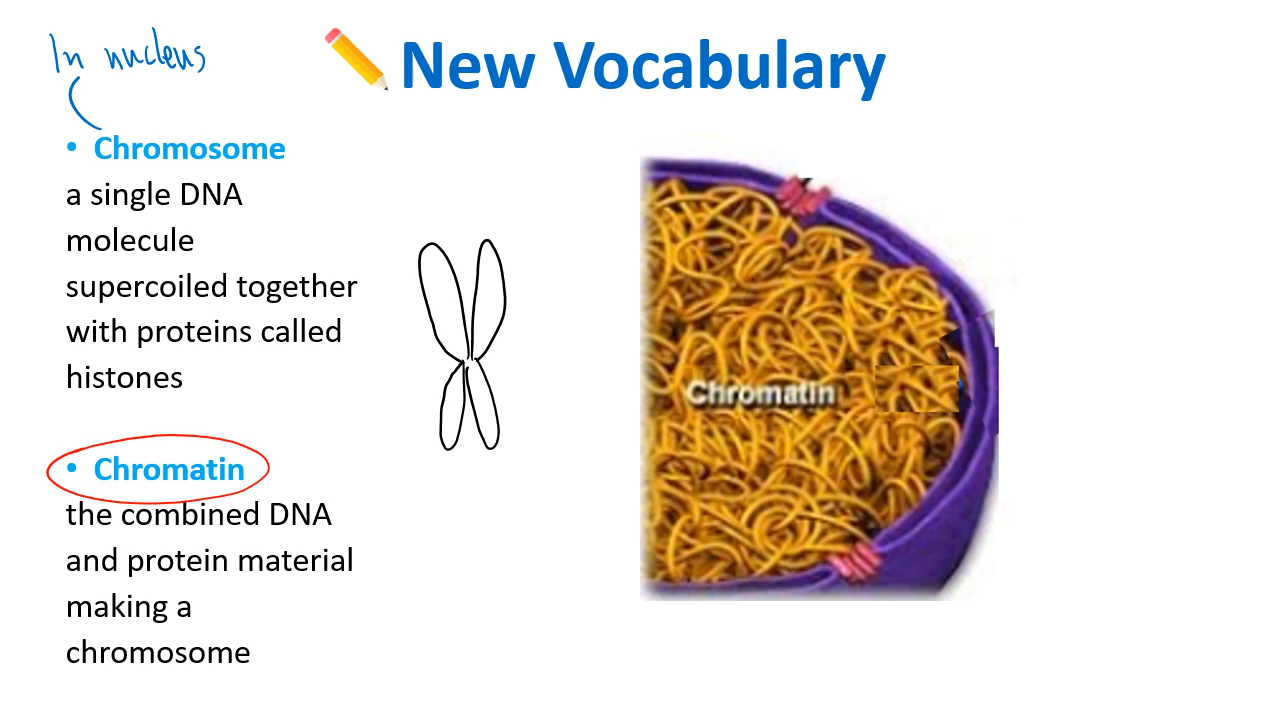 In nucleus
New Vocabulary
• Chromosome
a single DNA
molecule
supercoiled together
with proteins called
histones
• Chromatin
the combined DNA
and protein material
making a
chromosome
Chromatin